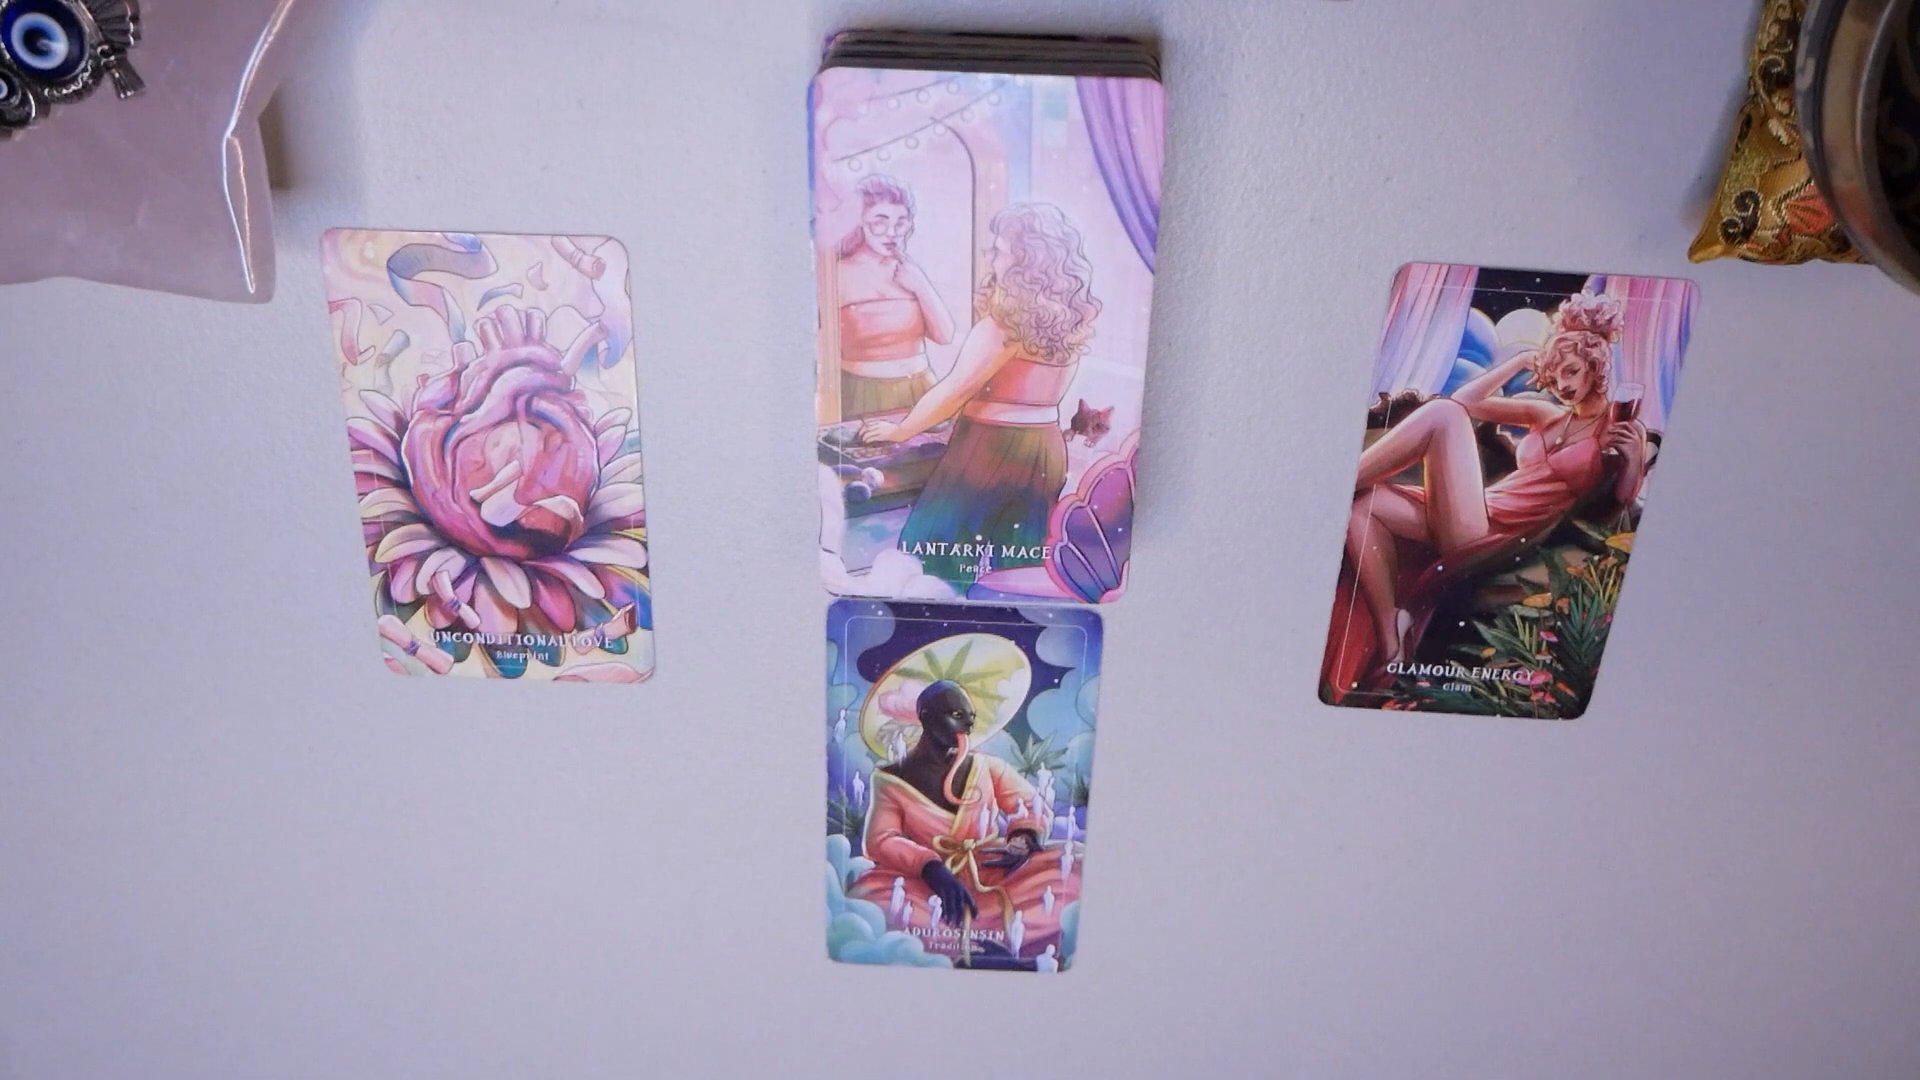 UNCONDITIONAL LOVE
Blueprint
LANTARKI MACE
Peace
GLAMOUR ENERGY
Glam
ADUROSINSIN
Tradition